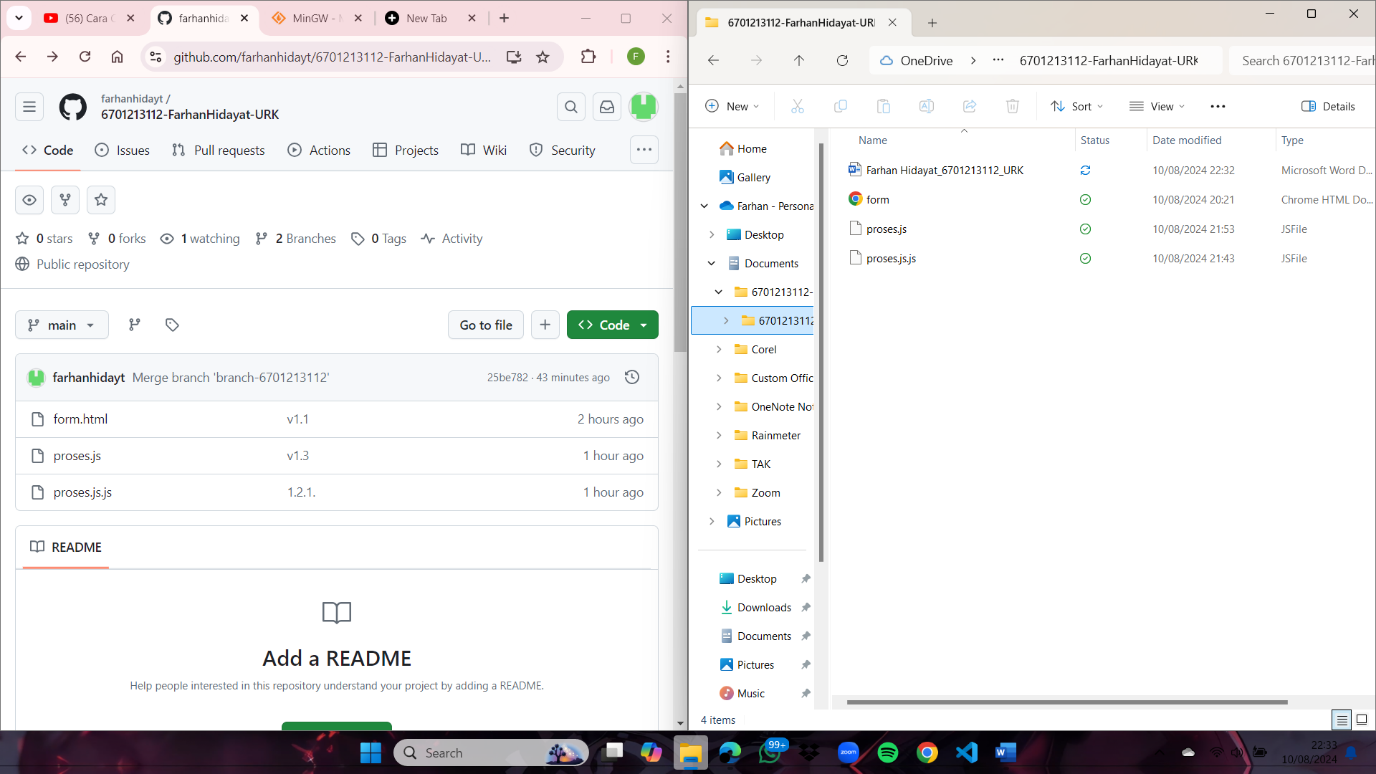 (56) Cara
farhanhida
MinGW -
New Tab
github.com/farhanhidayt/6701213112-FarhanHidayat-U...
F
farhanhidayt /
6701213112-FarhanHidayat-URK
Code
Issues
Pull requests
Actions
Projects
Wiki
Security
0 stars
0 forks
1 watching
2 Branches
0 Tags
Activity
Public repository
main
Go to file
Code
farhanhidayt Merge branch 'branch-6701213112' 25be782 · 43 minutes ago
form.html v1.1 2 hours ago
proses.js v1.3 1 hour ago
proses.js.js 1.2.1. 1 hour ago
README
Add a README
Help people interested in this repository understand your project by adding a README.
6701213112-FarhanHidayat-UR
OneDrive
6701213112-FarhanHidayat-URK
Search 6701213112-Farh
New
Sort
View
Details
Home
Gallery
Farhan - Persona
Desktop
Documents
6701213112-
6701213112
Corel
Custom Offic
OneNote Not
Rainmeter
TAK
Zoom
Pictures
Desktop
Downloads
Documents
Pictures
Music
Name Status Date modified Type
Farhan Hidayat_6701213112_URK 10/08/2024 22:32 Microsoft Word D...
form 10/08/2024 20:21 Chrome HTML Do...
proses.js 10/08/2024 21:53 JSFile
proses.js.js 10/08/2024 21:43 JSFile
4 items
Search
99+
zoom
22:33
10/08/2024